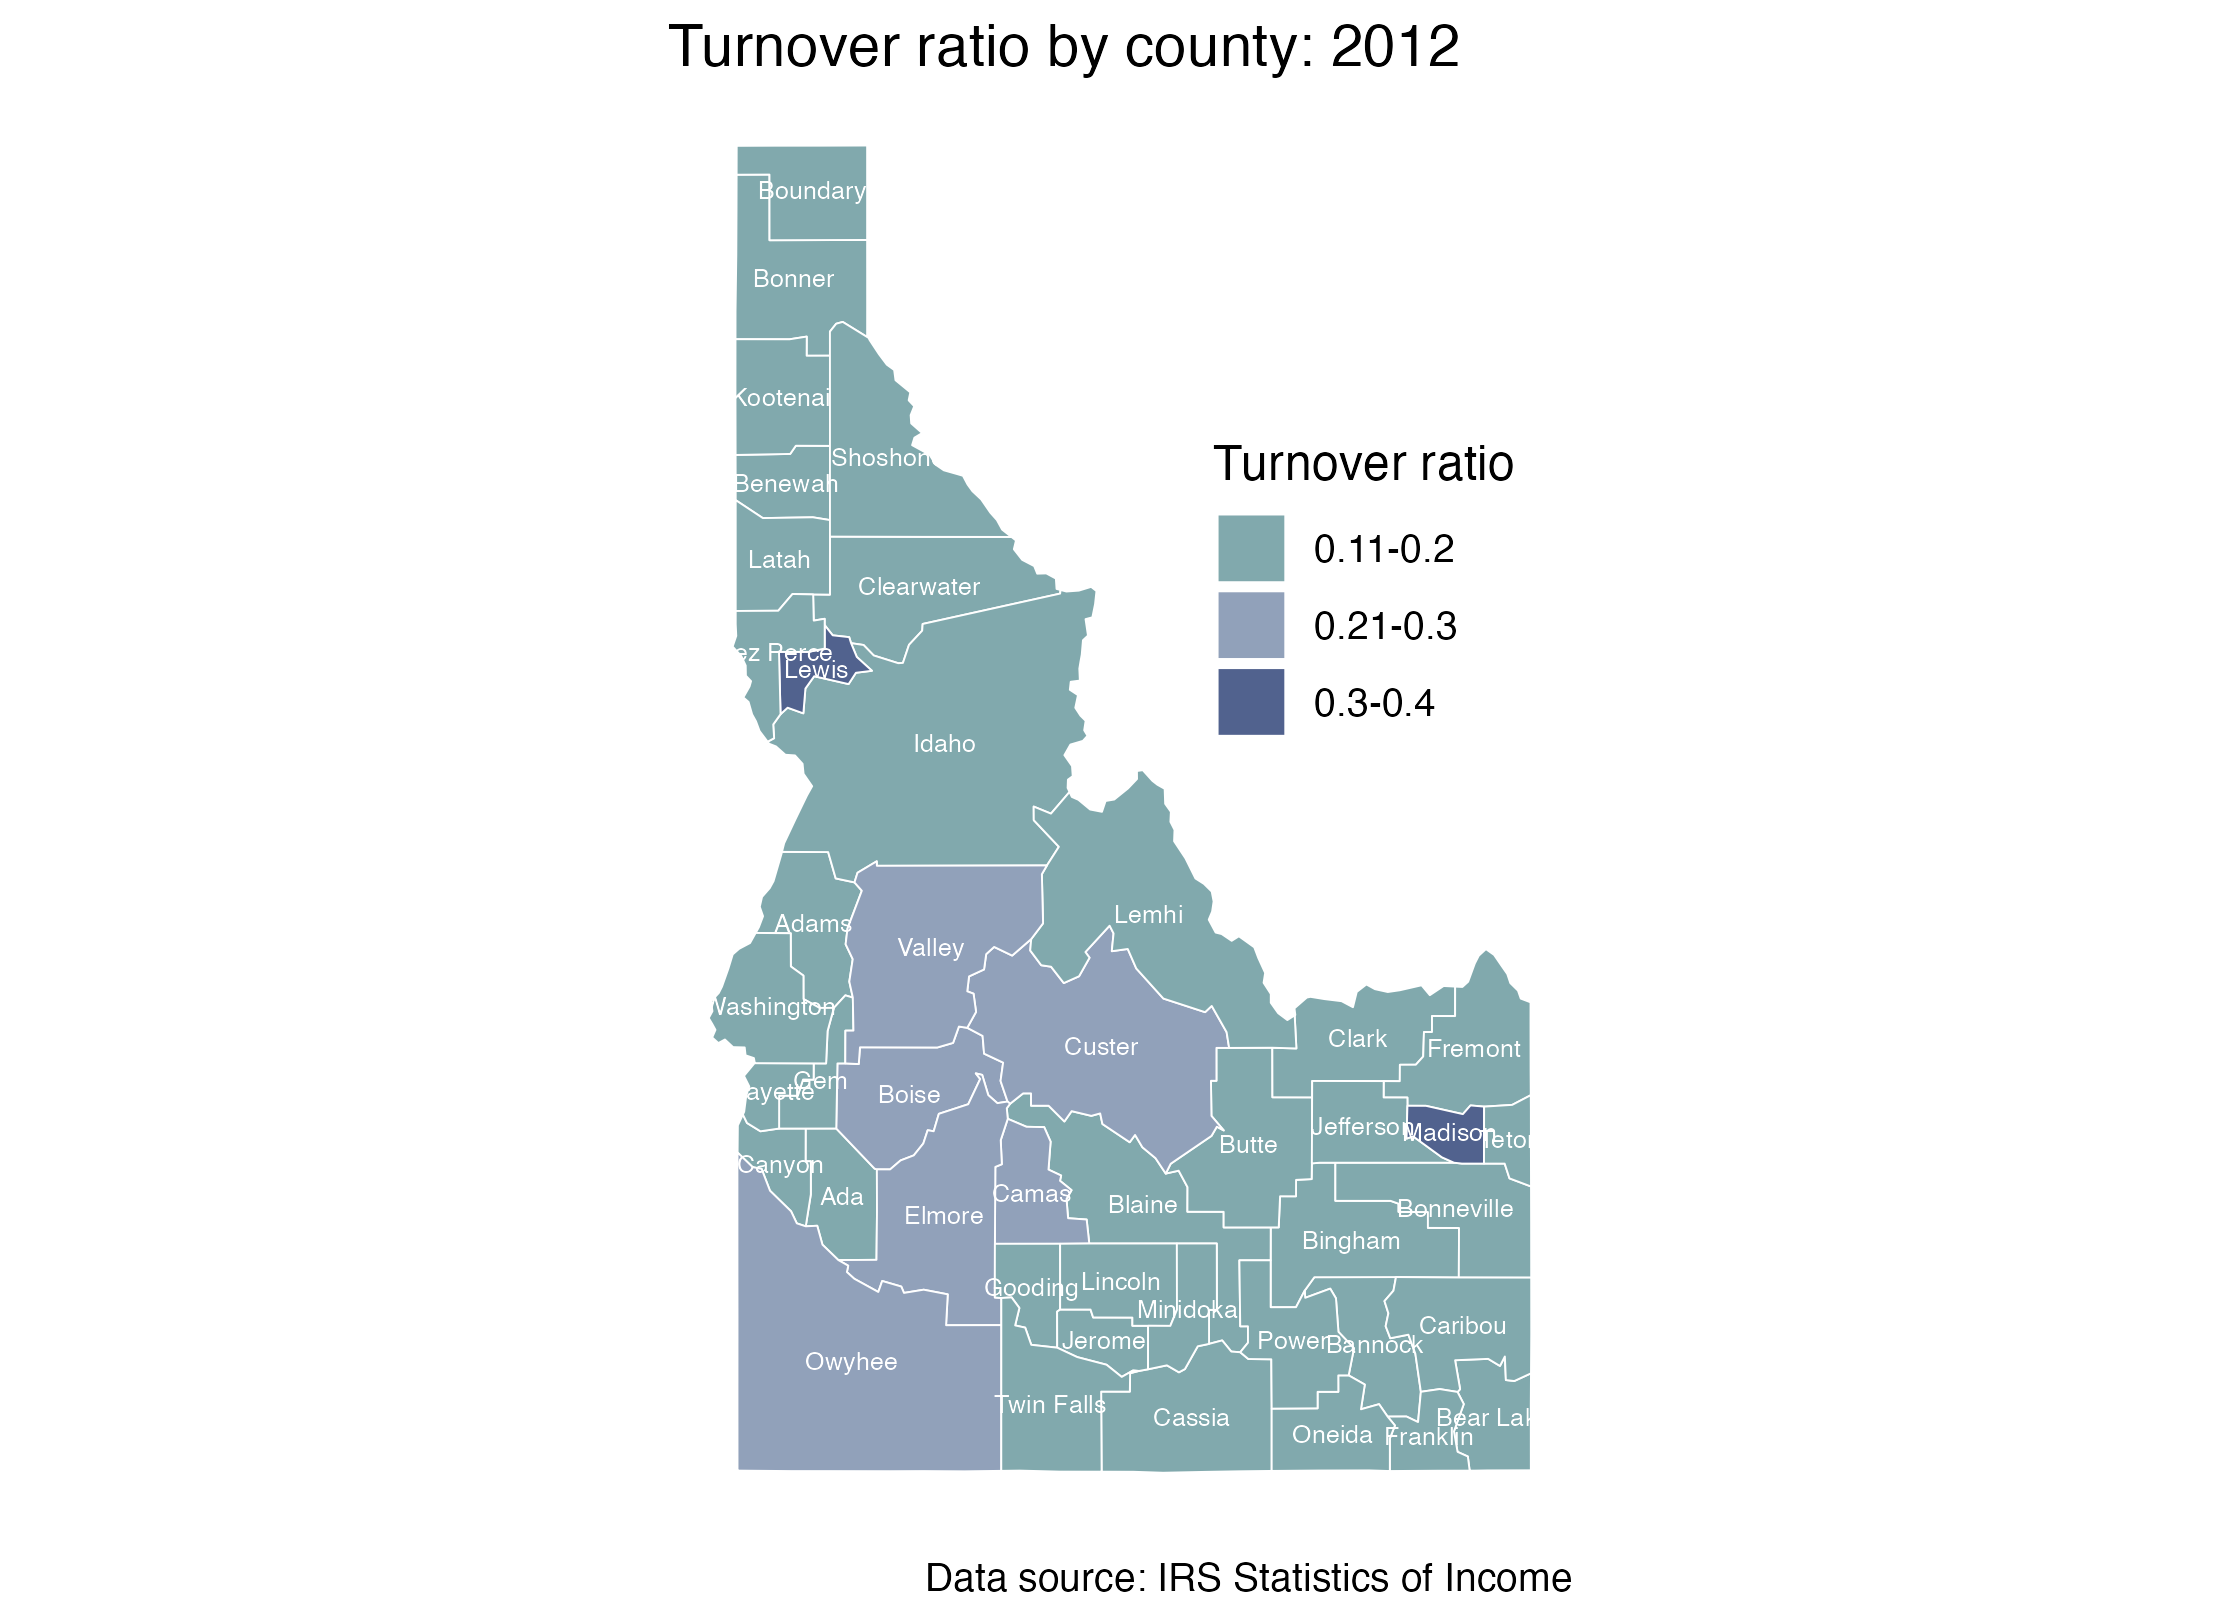 Turnover ratio by county: 2012
Boundary
Bonner
Kootenai
Shoshon
Benewah
Latah
Clearwater
ez Perce
Lewis
Idaho
Turnover ratio
0.11-0.2
0.21-0.3
0.3-0.4
Lemhi
Adams
Valley
Washington
Custer
Clark
Fremont
Gem
ayette
Boise
Jefferson
Madison
Teton
Butte
Canyon
Ada
Camas
Blaine
Elmore
Bonneville
Bingham
Gooding
Lincoln
Minidoka
Jerome
Power
Bannock
Caribou
Owyhee
Twin Falls
Cassia
Bear Lak
Oneida
Franklin
Data source: IRS Statistics of Income